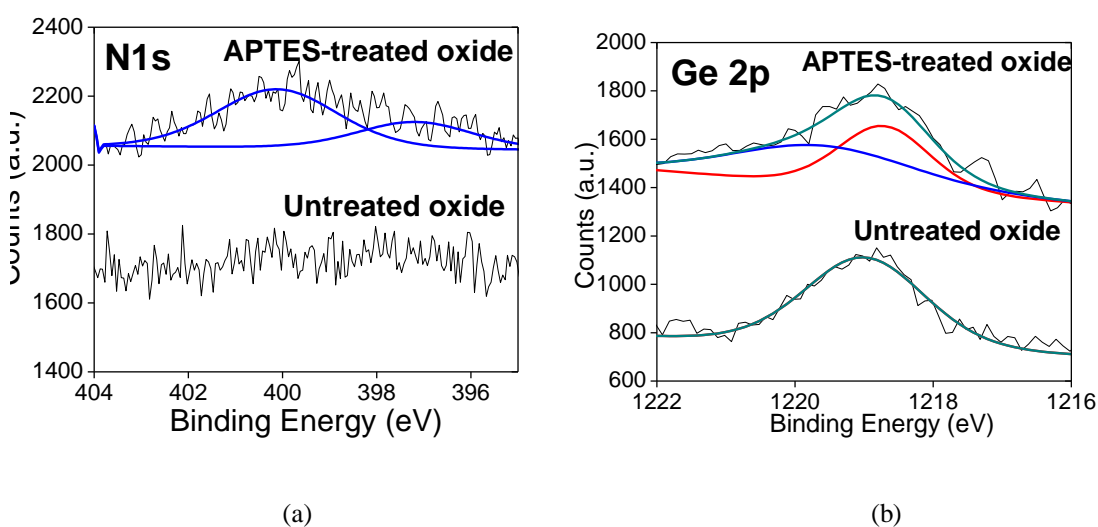 N1s
APTES-treated oxide
Untreated oxide
2400
2200
2000
1800
1600
1400
Counts (a.u.)
404
402
400
398
396
Binding Energy (eV)
(a)
Ge 2p
APTES-treated oxide
Untreated oxide
2000
1800
1600
1400
1200
1000
800
600
Counts (a.u.)
1222
1220
1218
1216
Binding Energy (eV)
(b)